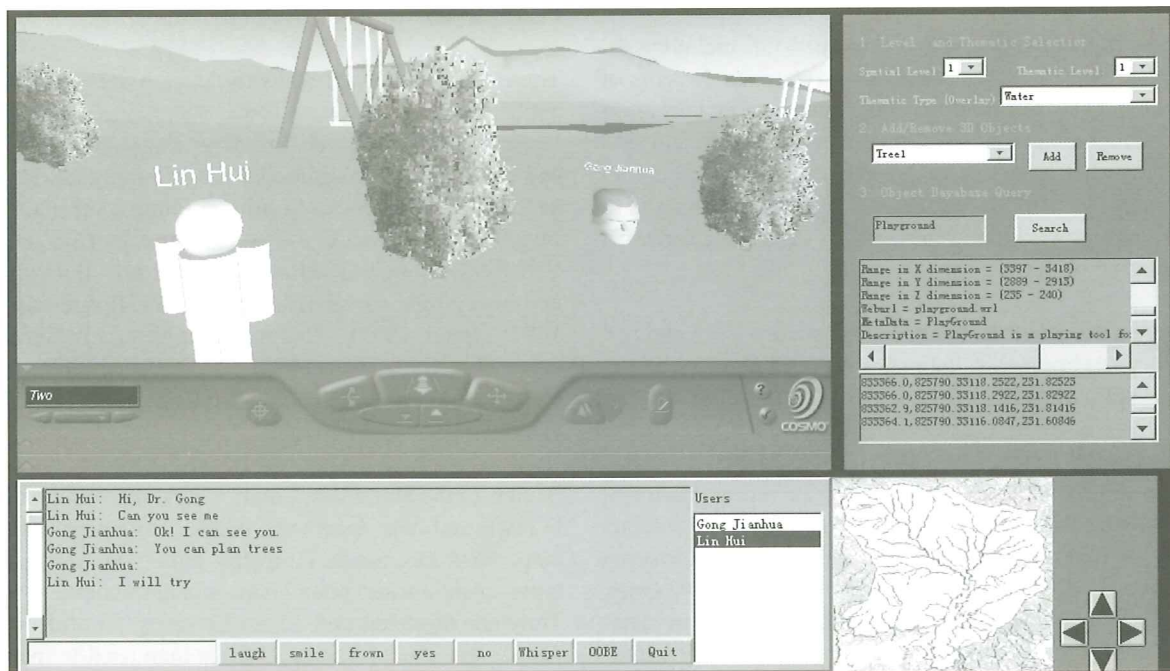 Lin Hui
Gong Jianhua
Two
?
COSMO
1. Level and Thematic Selection
Spatial Level 1 Thematic Level 1
Thematic Type (Overlay) Water
2. Add/Remove 3D Objects
Tree1 Add Remove
3. Object Database Query
Playground Search
Range in X dimension = (3397 - 3418)
Range in Y dimension = (2889 - 2913)
Range in Z dimension = (235 - 240)
Weburl = playground.wrl
MetaData = PlayGround
Description = PlayGround is a playing tool fo
833366.0,825790.33118.2522,231.82523
833366.0,825790.33118.2922,231.82922
833362.9,825790.33118.1416,231.81416
833364.1,825790.33116.0847,231.60846
Lin Hui: Hi, Dr. Gong
Lin Hui: Can you see me
Gong Jianhua: Ok! I can see you.
Gong Jianhua: You can plan trees
Gong Jianhua:
Lin Hui: I will try
laugh smile frown yes no Whisper OOBE Quit
Users
Gong Jianhua
Lin Hui